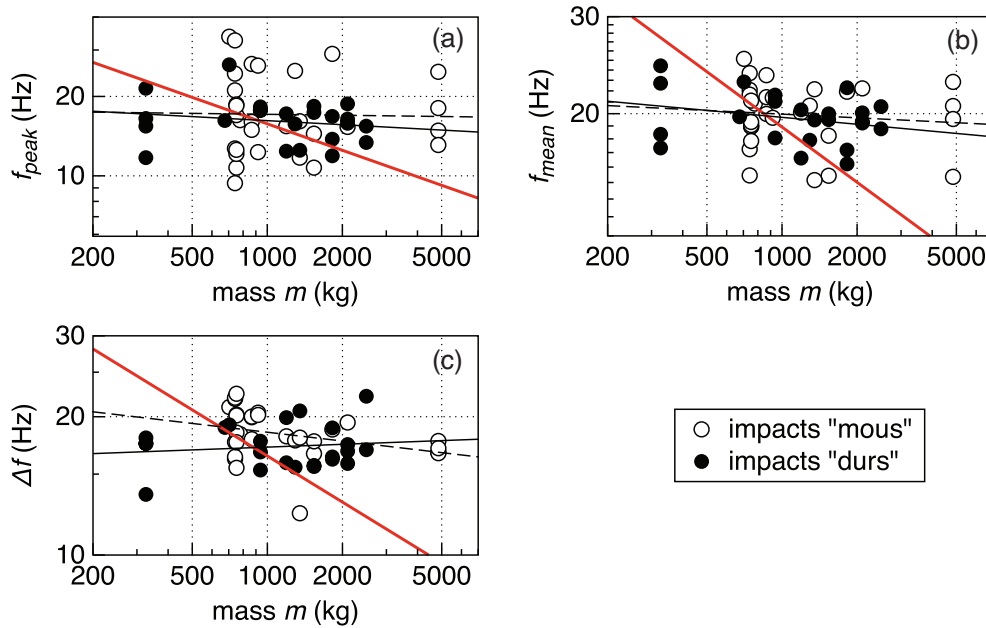 (a)
20
10
f_peak (Hz)
200 500 1000 2000 5000
mass m (kg)
(b)
30
20
f_mean (Hz)
200 500 1000 2000 5000
mass m (kg)
(c)
30
20
10
Δf (Hz)
200 500 1000 2000 5000
mass m (kg)
impacts "mous"
impacts "durs"